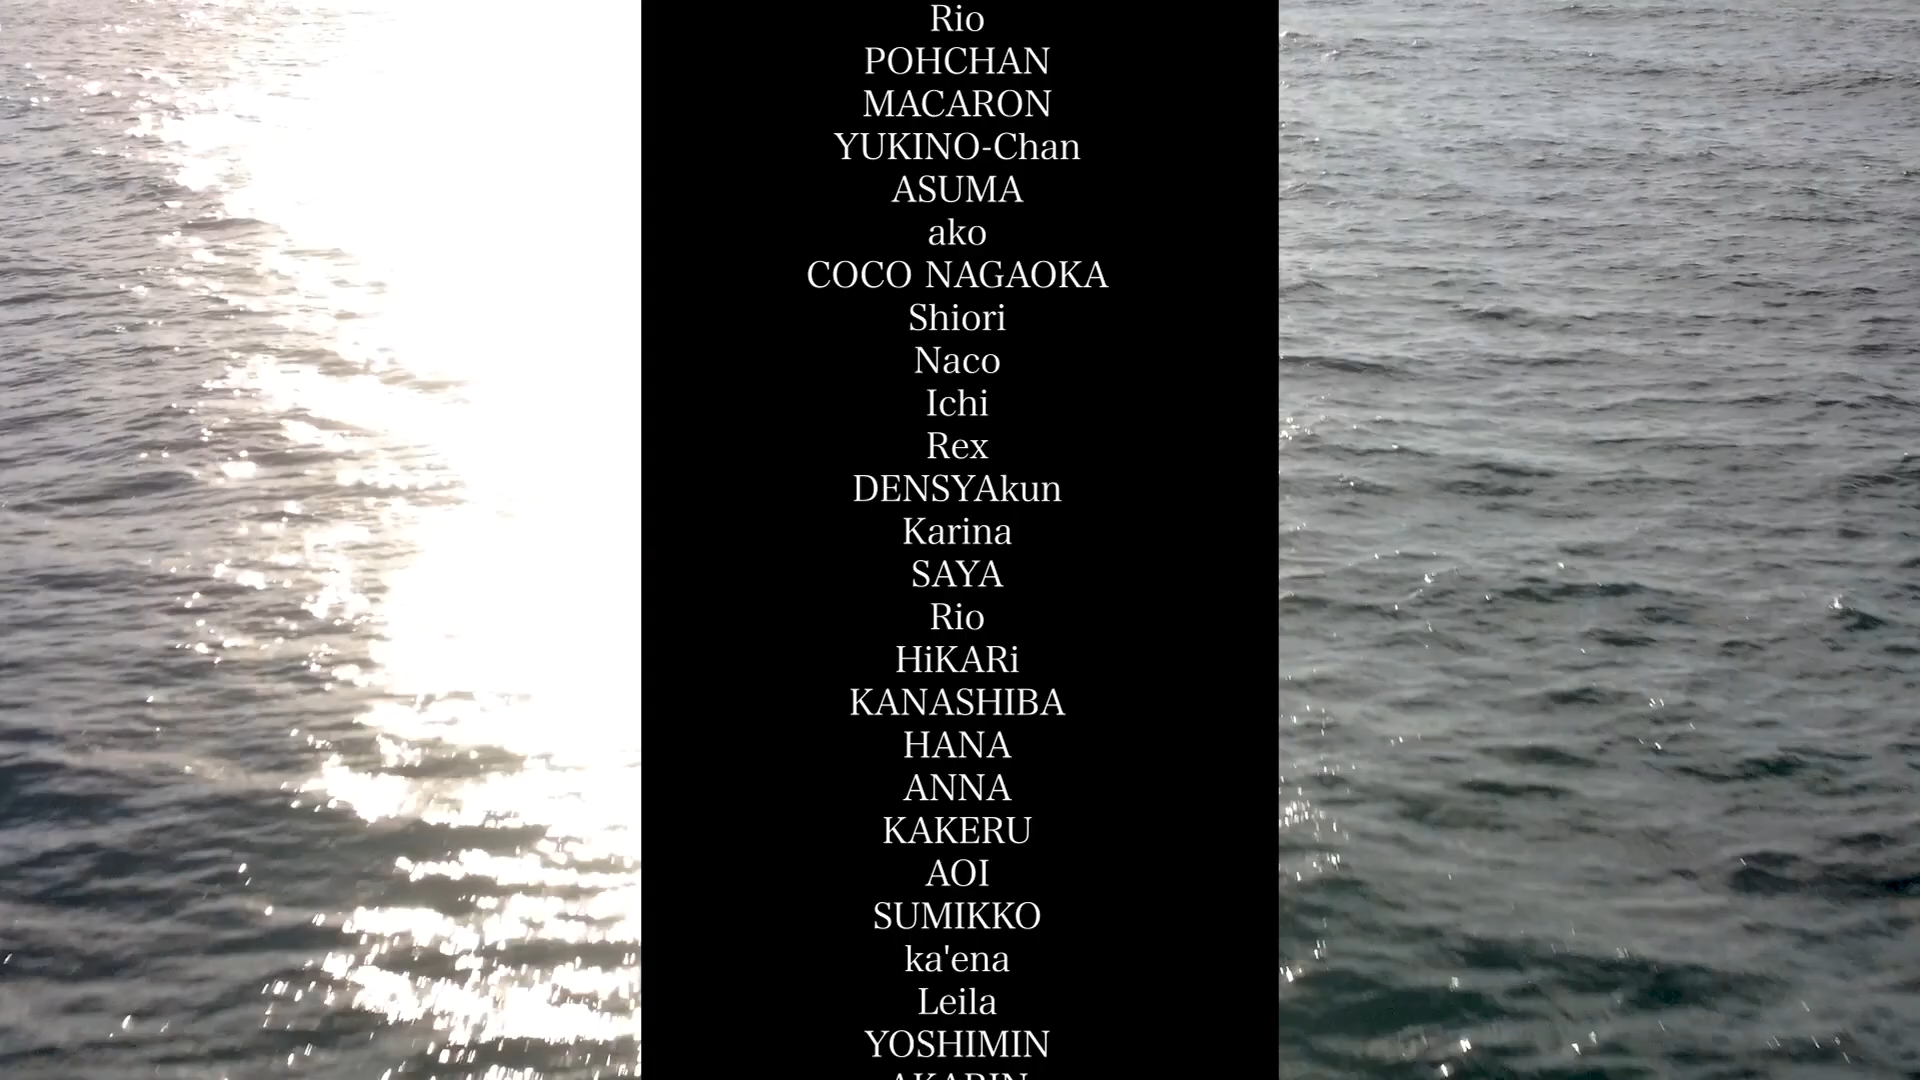 Rio
POHCHAN
MACARON
YUKINO-Chan
ASUMA
ako
COCO NAGAOKA
Shiori
Naco
Ichi
Rex
DENSYAkun
Karina
SAYA
Rio
HiKARi
KANASHIBA
HANA
ANNA
KAKERU
AOI
SUMIKKO
ka'ena
Leila
YOSHIMIN